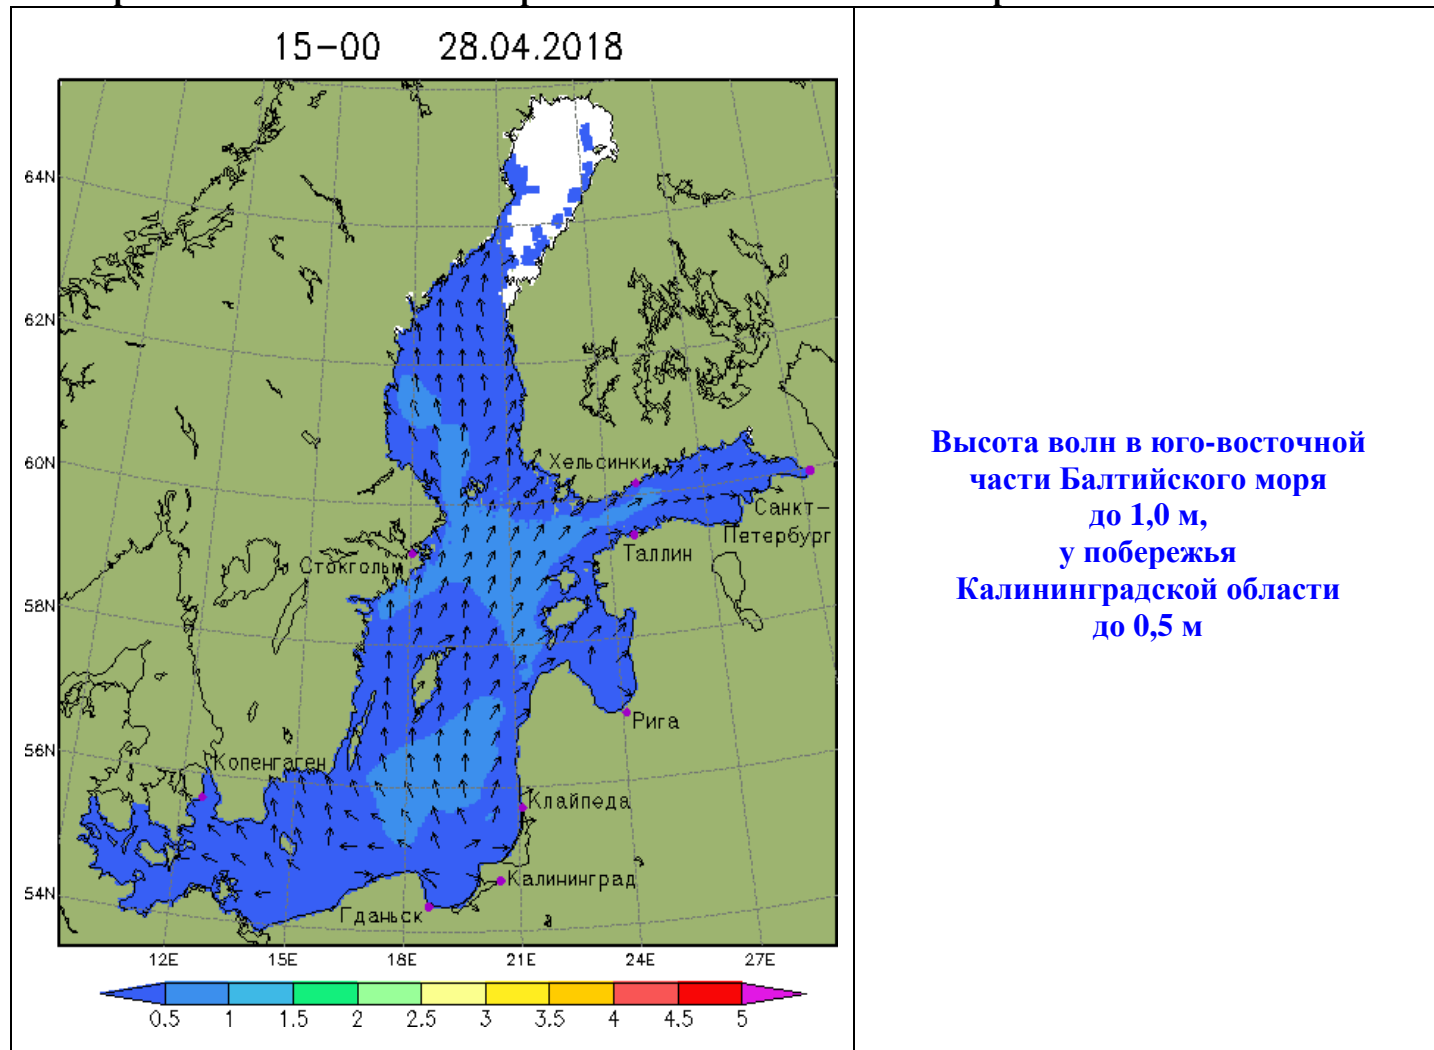 15-00 28.04.2018
64N
62N
60N
58N
56N
54N
Хельсинки
Санкт-
Петербург
Таллин
Стокгольм
Рига
Копенгаген
Клайпеда
Калининград
Гданьск
12E 15E 18E 21E 24E 27E
0.5 1 1.5 2 2.5 3 3.5 4 4.5 5
Высота волн в юго-восточной
части Балтийского моря
до 1,0 м,
у побережья
Калининградской области
до 0,5 м